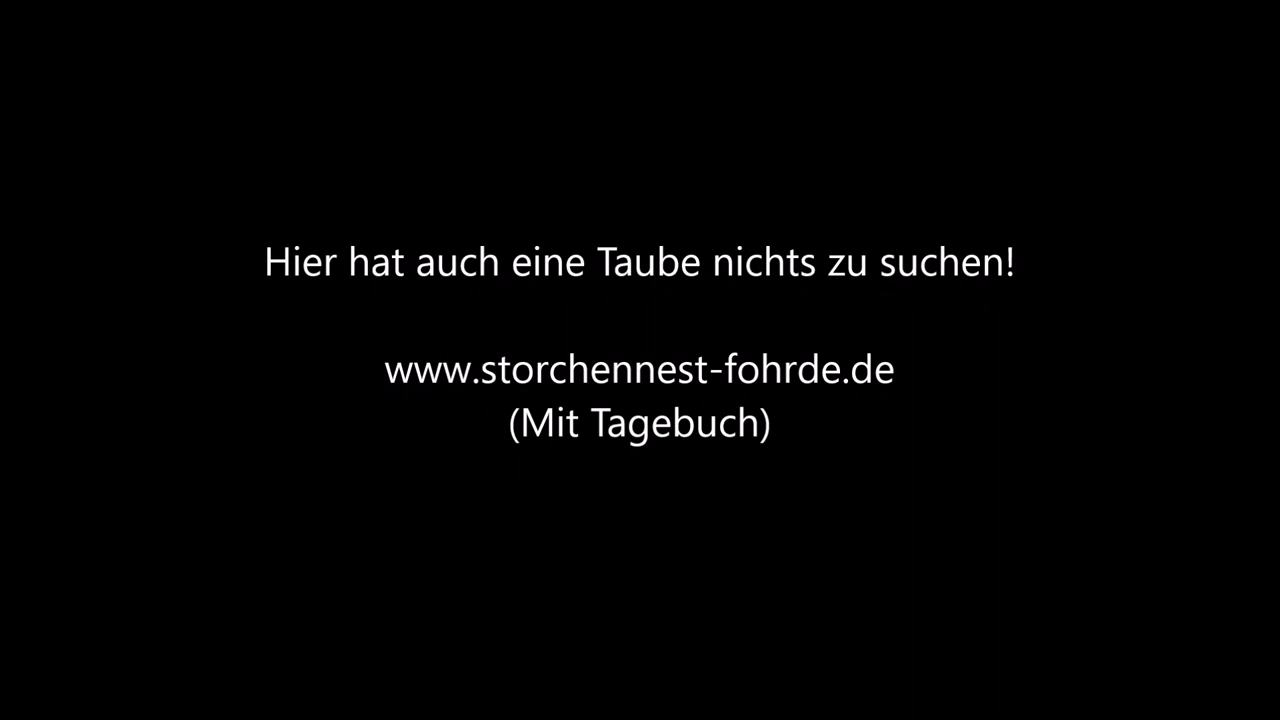 Hier hat auch eine Taube nichts zu suchen!
www.storchennest-fohrde.de
(Mit Tagebuch)